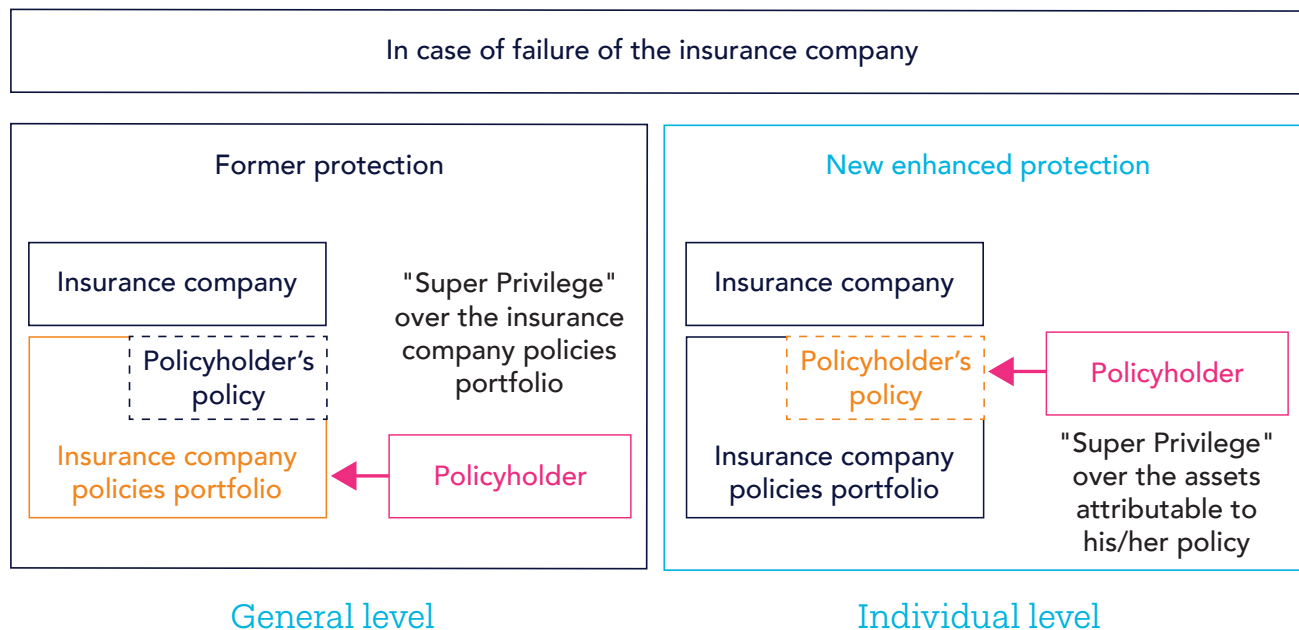 In case of failure of the insurance company
Former protection
Insurance company
Policyholder’s
policy
Insurance company
policies portfolio
"Super Privilege"
over the insurance
company policies
portfolio
Policyholder
General level
New enhanced protection
Insurance company
Policyholder’s
policy
Insurance company
policies portfolio
Policyholder
"Super Privilege"
over the assets
attributable to
his/her policy
Individual level